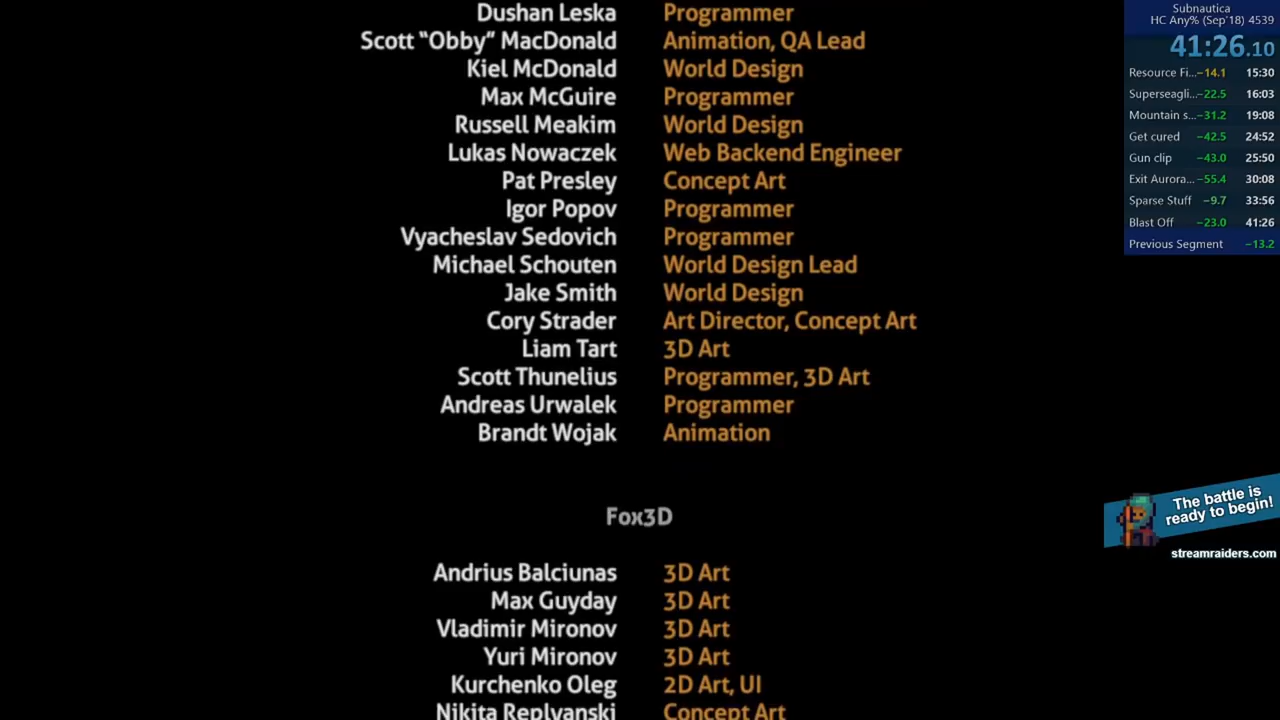 Dushan Leska Programmer
Scott “Obby” MacDonald Animation, QA Lead
Kiel McDonald World Design
Max McGuire Programmer
Russell Meakim World Design
Lukas Nowaczek Web Backend Engineer
Pat Presley Concept Art
Igor Popov Programmer
Vyacheslav Sedovich Programmer
Michael Schouten World Design Lead
Jake Smith World Design
Cory Strader Art Director, Concept Art
Liam Tart 3D Art
Scott Thunelius Programmer, 3D Art
Andreas Urwalek Programmer
Brandt Wojak Animation
Fox3D
Andrius Balciunas 3D Art
Max Guyday 3D Art
Vladimir Mironov 3D Art
Yuri Mironov 3D Art
Kurchenko Oleg 2D Art, UI
Nikita Replyanski Concept Art
Subnautica
HC Any% (Sep'18) 4539
41:26.10
Resource Fi... −14.1 15:30
Superseagli... −22.5 16:03
Mountain s... −31.2 19:08
Get cured −42.5 24:52
Gun clip −43.0 25:50
Exit Aurora... −55.4 30:08
Sparse Stuff −9.7 33:56
Blast Off −23.0 41:26
Previous Segment −13.2
The battle is
ready to begin!
streamraiders.com